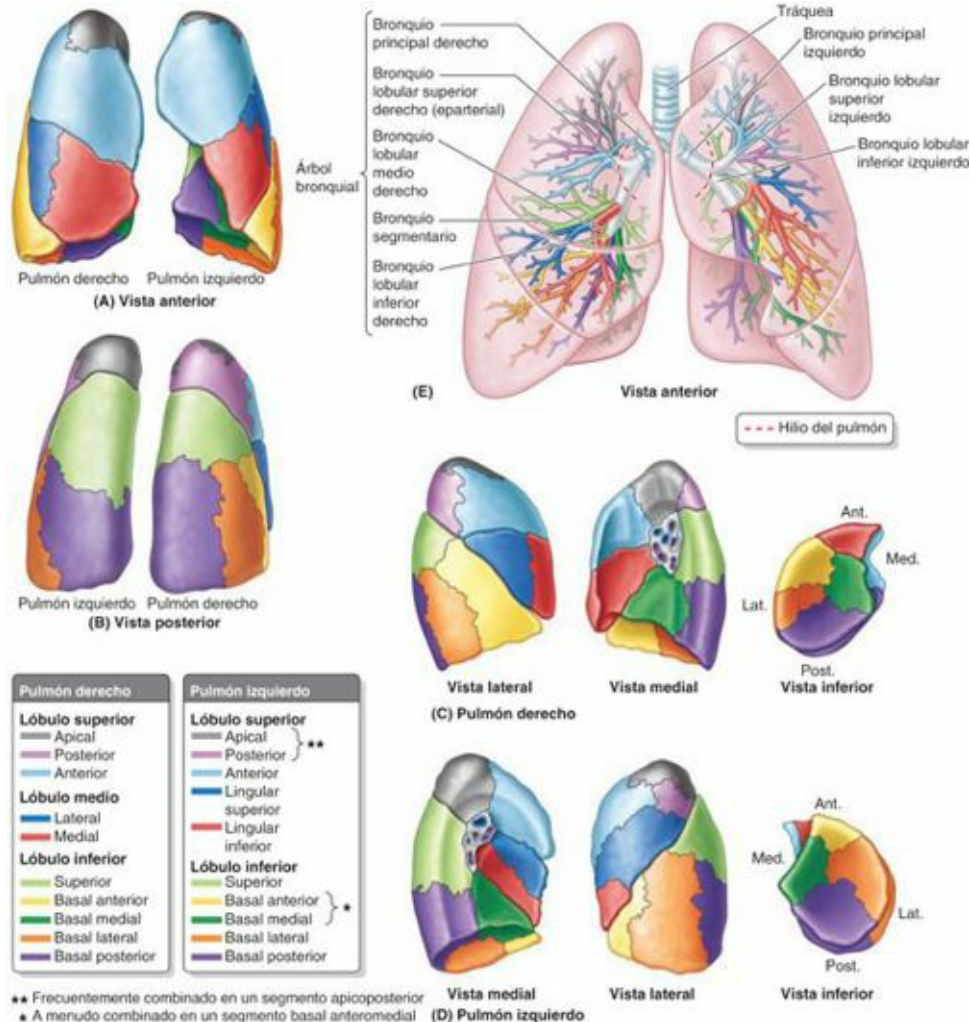 Pulmón derecho Pulmón izquierdo
(A) Vista anterior
Árbol
bronquial
Bronquio
principal derecho
Bronquio
lobular superior
derecho (eparterial)
Bronquio
lobular
medio
derecho
Bronquio
segmentario
Bronquio
lobular
inferior
derecho
Tráquea
Bronquio principal
izquierdo
Bronquio lobular
superior
izquierdo
Bronquio lobular
inferior izquierdo
(E)
Vista anterior
Hilio del pulmón
Pulmón izquierdo Pulmón derecho
(B) Vista posterior
Ant.
Med.
Lat.
Post.
Vista lateral
Vista medial
Vista inferior
(C) Pulmón derecho
Pulmón derecho
Lóbulo superior
Apical
Posterior
Anterior
Lóbulo medio
Lateral
Medial
Lóbulo inferior
Superior
Basal anterior
Basal medial
Basal lateral
Basal posterior
Pulmón izquierdo
Lóbulo superior
Apical
Posterior
**
Anterior
Lingular
superior
Lingular
inferior
Lóbulo inferior
Superior
Basal anterior
Basal medial
*
Basal lateral
Basal posterior
** Frecuentemente combinado en un segmento apicoposterior
* A menudo combinado en un segmento basal anteromedial
Ant.
Med.
Lat.
Post.
Vista medial
Vista lateral
Vista inferior
(D) Pulmón izquierdo